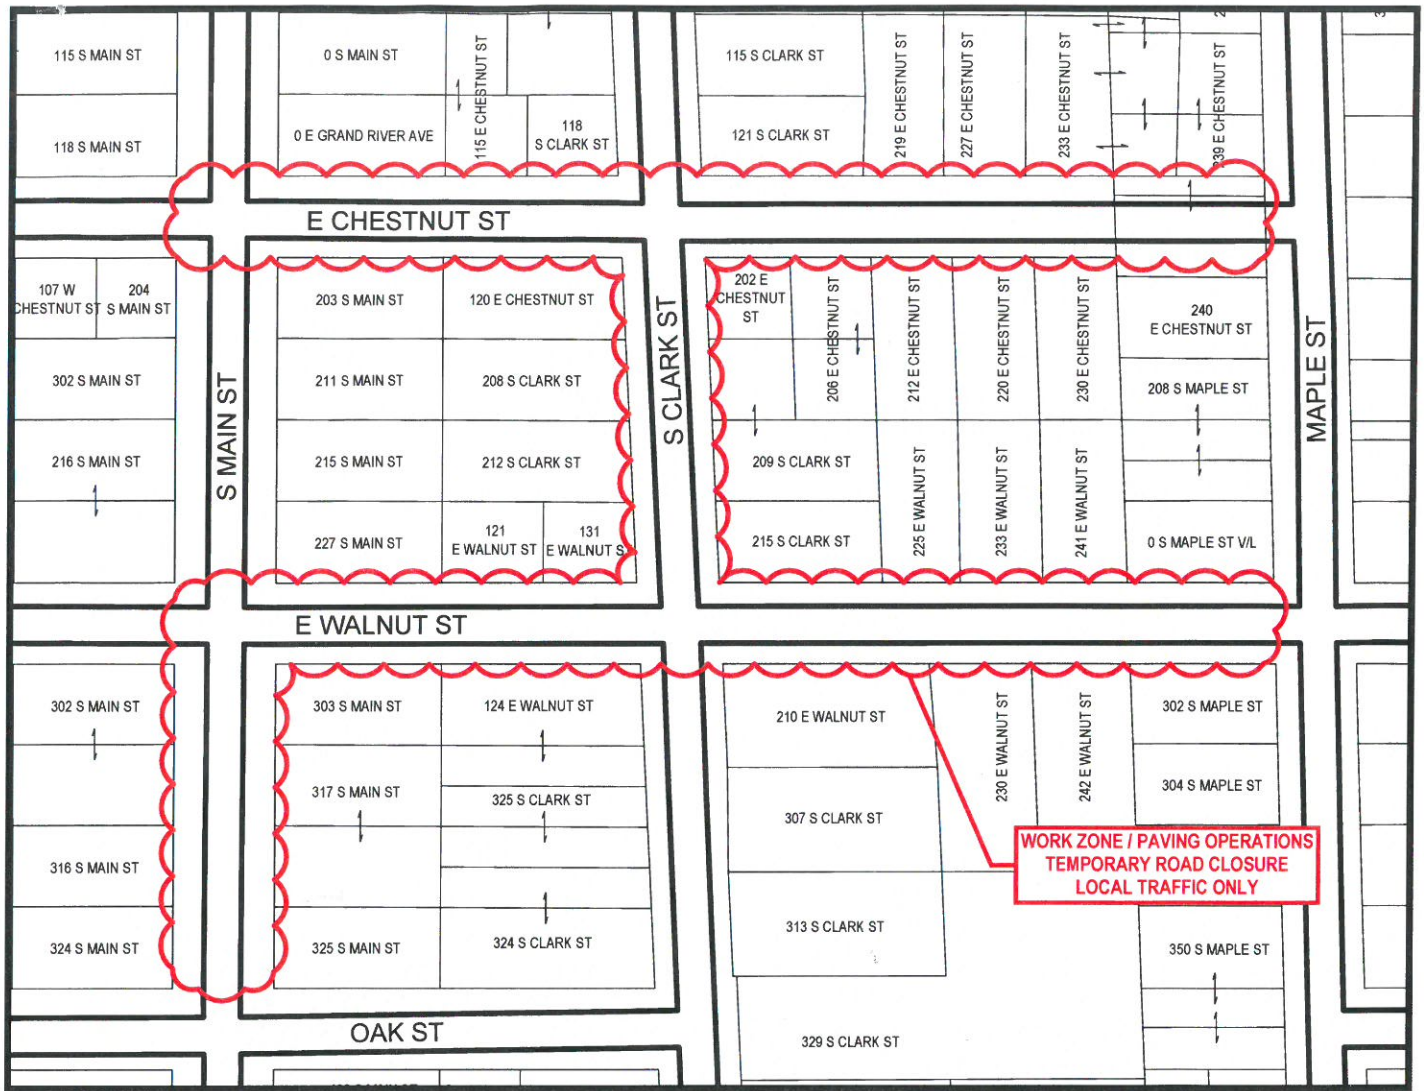 115 S MAIN ST
0 S MAIN ST
115 E CHESTNUT ST
115 S CLARK ST
219 E CHESTNUT ST
227 E CHESTNUT ST
233 E CHESTNUT ST
239 E CHESTNUT ST
118 S MAIN ST
0 E GRAND RIVER AVE
118
S CLARK ST
121 S CLARK ST
E CHESTNUT ST
107 W
CHESTNUT ST
204
S MAIN ST
203 S MAIN ST
120 E CHESTNUT ST
202 E
CHESTNUT
ST
206 E CHESTNUT ST
212 E CHESTNUT ST
220 E CHESTNUT ST
230 E CHESTNUT ST
240
E CHESTNUT ST
302 S MAIN ST
211 S MAIN ST
208 S CLARK ST
208 S MAPLE ST
S MAIN ST
S CLARK ST
MAPLE ST
216 S MAIN ST
215 S MAIN ST
212 S CLARK ST
209 S CLARK ST
225 E WALNUT ST
233 E WALNUT ST
241 E WALNUT ST
227 S MAIN ST
121
E WALNUT ST
131
E WALNUT S
215 S CLARK ST
0 S MAPLE ST V/L
E WALNUT ST
302 S MAIN ST
303 S MAIN ST
124 E WALNUT ST
210 E WALNUT ST
230 E WALNUT ST
242 E WALNUT ST
302 S MAPLE ST
317 S MAIN ST
325 S CLARK ST
307 S CLARK ST
304 S MAPLE ST
WORK ZONE / PAVING OPERATIONS
TEMPORARY ROAD CLOSURE
LOCAL TRAFFIC ONLY
316 S MAIN ST
313 S CLARK ST
324 S MAIN ST
325 S MAIN ST
324 S CLARK ST
350 S MAPLE ST
OAK ST
329 S CLARK ST